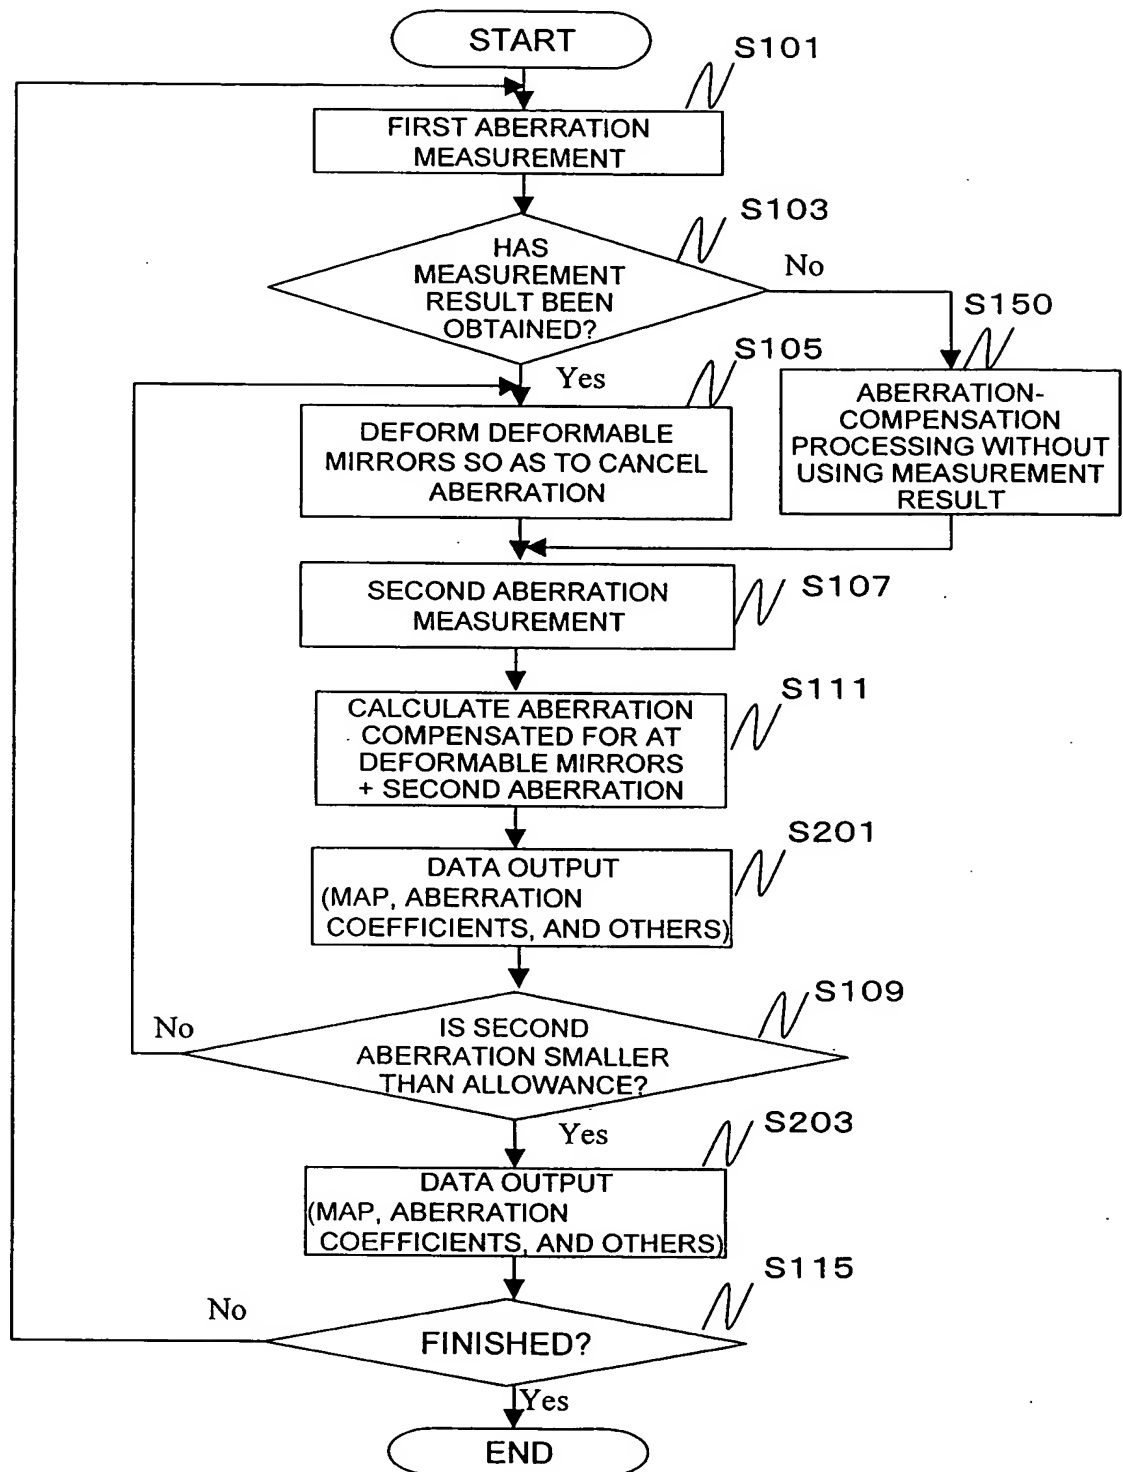 START
S101
FIRST ABERRATION
MEASUREMENT
S103
HAS
MEASUREMENT
RESULT BEEN
OBTAINED?
No
S150
S105
Yes
ABERRATION-
COMPENSATION
PROCESSING WITHOUT
USING MEASUREMENT
RESULT
DEFORM DEFORMABLE
MIRRORS SO AS TO CANCEL
ABERRATION
S107
SECOND ABERRATION
MEASUREMENT
S111
CALCULATE ABERRATION
COMPENSATED FOR AT
DEFORMABLE MIRRORS
+ SECOND ABERRATION
S201
DATA OUTPUT
(MAP, ABERRATION
COEFFICIENTS, AND OTHERS)
S109
No
IS SECOND
ABERRATION SMALLER
THAN ALLOWANCE?
Yes
S203
DATA OUTPUT
(MAP, ABERRATION
COEFFICIENTS, AND OTHERS)
S115
No
FINISHED?
Yes
END